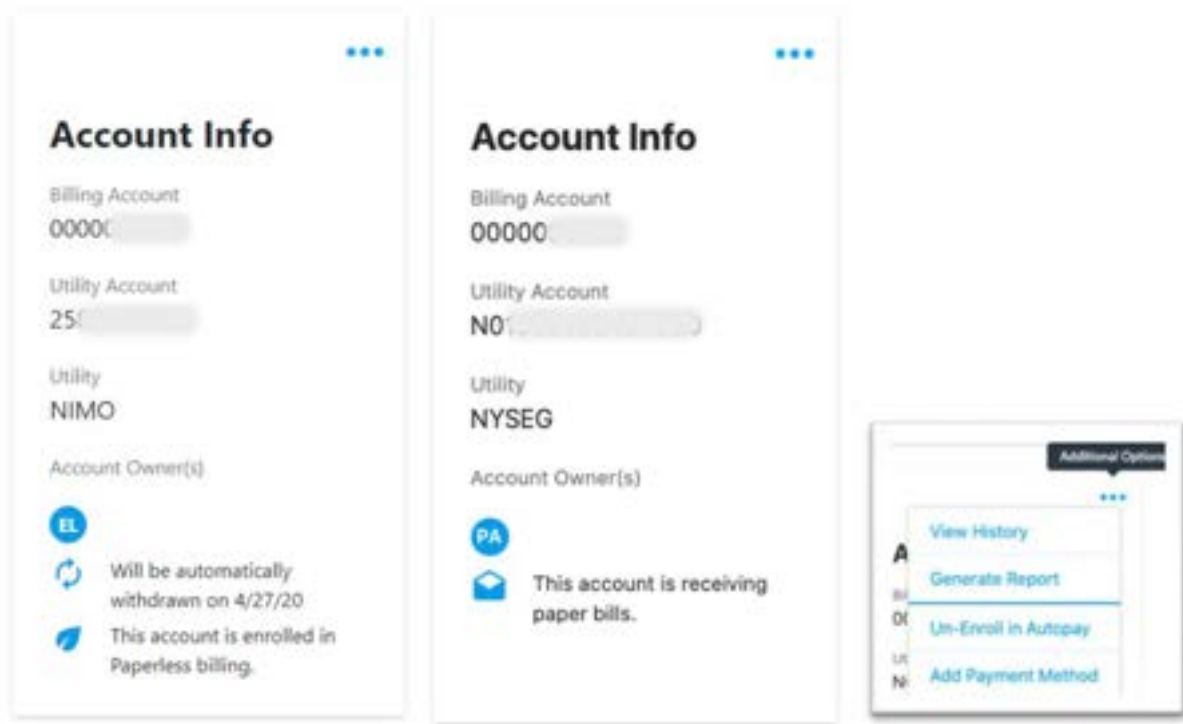 Account Info
Billing Account
0000
Utility Account
25
Utility
NIMO
Account Owner(s)
EL
Will be automatically
withdrawn on 4/27/20
This account is enrolled in
Paperless billing.
Account Info
Billing Account
00000
Utility Account
N0
Utility
NYSEG
Account Owner(s)
PA
This account is receiving
paper bills.
Additional Option
View History
A
Generate Report
00
Un-Enroll in Autopay
Add Payment Method